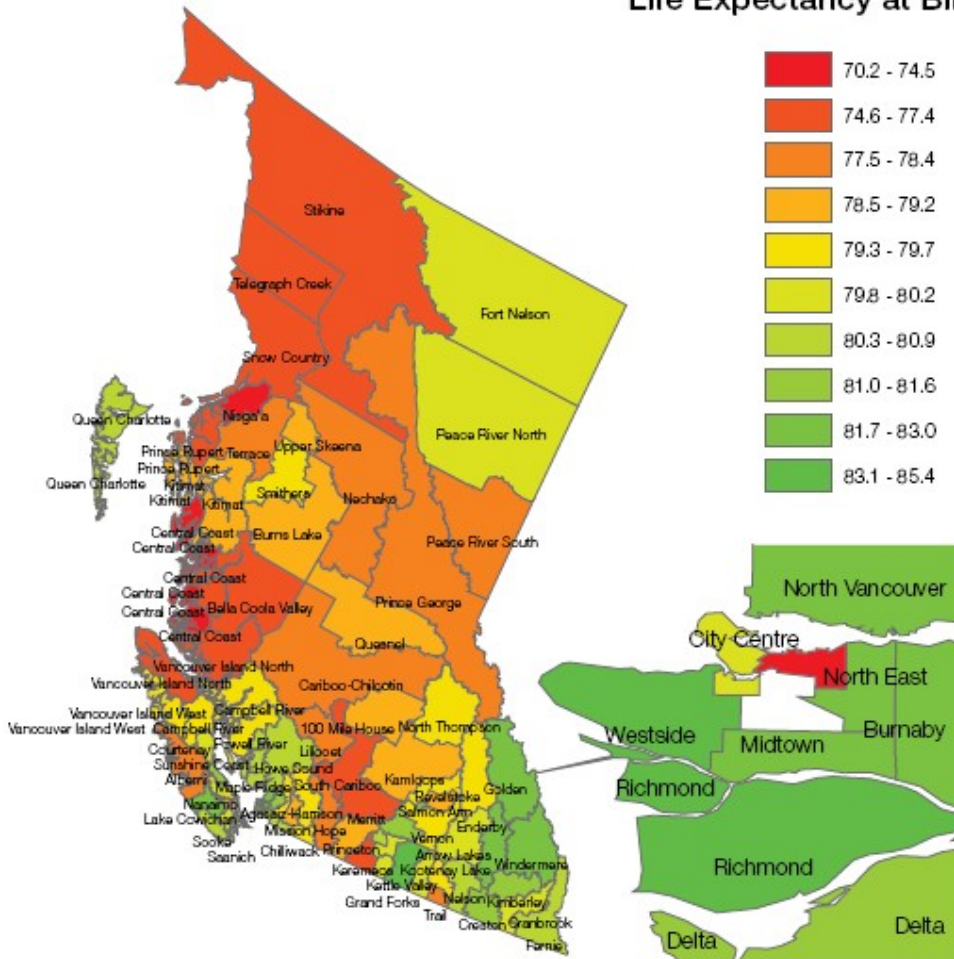 Life Expectancy at Bi
70.2 - 74.5
74.6 - 77.4
77.5 - 78.4
78.5 - 79.2
79.3 - 79.7
79.8 - 80.2
80.3 - 80.9
81.0 - 81.6
81.7 - 83.0
83.1 - 85.4
Stikine
Telegraph Creek
Fort Nelson
Snow Country
Nisga'a
Queen Charlotte
Peace River North
Prince Rupert
Terrace
Upper Skeena
Prince Rupert
Queen Charlotte
Kitimat
Smithers
Nechako
Kitimat
Kitimat
Central Coast
Burns Lake
Central Coast
Peace River South
Central Coast
Central Coast
Central Coast
Bella Coola Valley
Prince George
Central Coast
Quesnel
Vancouver Island North
Vancouver Island North
Cariboo-Chilcotin
Vancouver Island West
Campbell River
Vancouver Island West
Campbell River
100 Mile House
North Thompson
Courtenay
Powell River
Lillooet
Sunshine Coast
Howe Sound
Alberni
Maple Ridge
South Cariboo
Kamloops
Golden
Nanaimo
Revelstoke
Lake Cowichan
Agassiz-Harrison
Merritt
Salmon Arm
Mission
Hope
Enderby
Sooke
Vernon
Saanich
Chilliwack
Princeton
Arrow Lakes
Windermere
Keremeos
Kootenay Lake
Kettle Valley
Grand Forks
Nelson
Kimberley
Trail
Creston
Cranbrook
Fernie
North Vancouver
City Centre
North East
Westside
Midtown
Burnaby
Richmond
Richmond
Delta
Delta